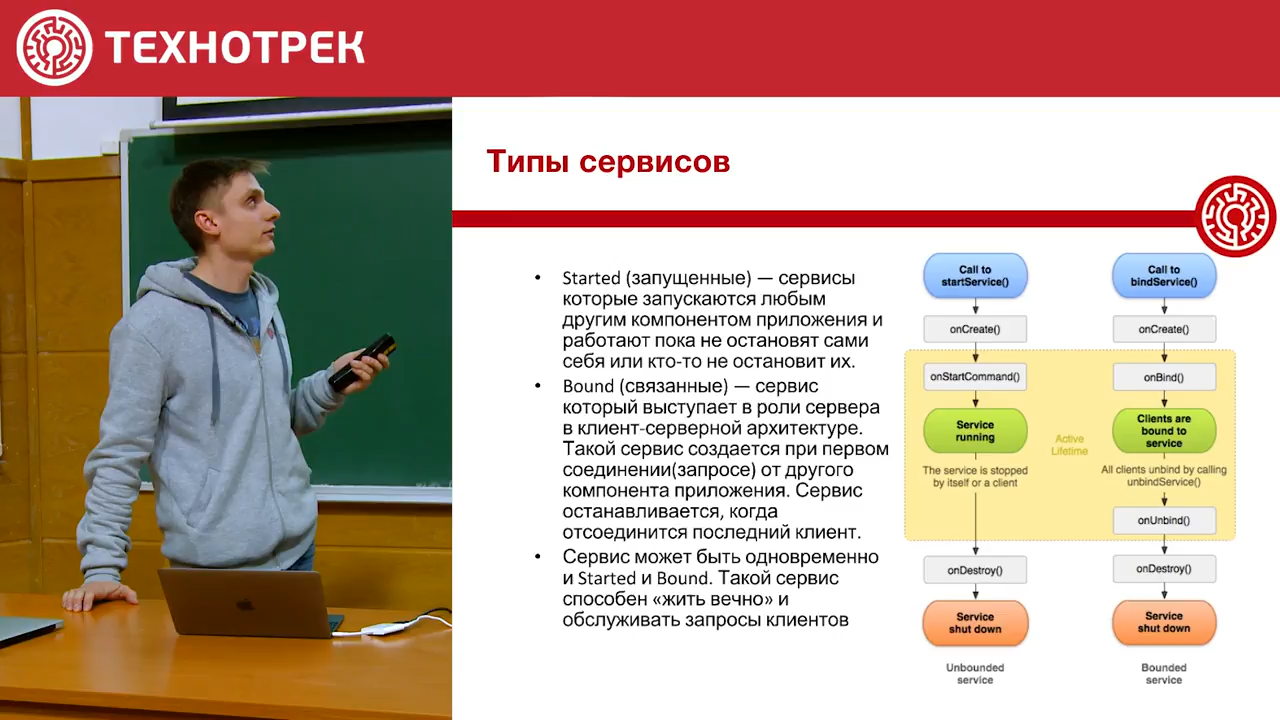 ТЕХНОТРЕК
Типы сервисов
• Started (запущенные) — сервисы
которые запускаются любым
другим компонентом приложения и
работают пока не остановят сами
себя или кто-то не остановит их.
• Bound (связанные) — сервис
который выступает в роли сервера
в клиент-серверной архитектуре.
Такой сервис создается при первом
соединении(запросе) от другого
компонента приложения. Сервис
останавливается, когда
отсоединится последний клиент.
• Сервис может быть одновременно
и Started и Bound. Такой сервис
способен «жить вечно» и
обслуживать запросы клиентов
Call to
startService()
onCreate()
onStartCommand()
Service
running
The service is stopped
by itself or a client
onDestroy()
Service
shut down
Unbounded
service
Active
Lifetime
Call to
bindService()
onCreate()
onBind()
Clients are
bound to
service
All clients unbind by calling
unbindService()
onUnbind()
onDestroy()
Service
shut down
Bounded
service